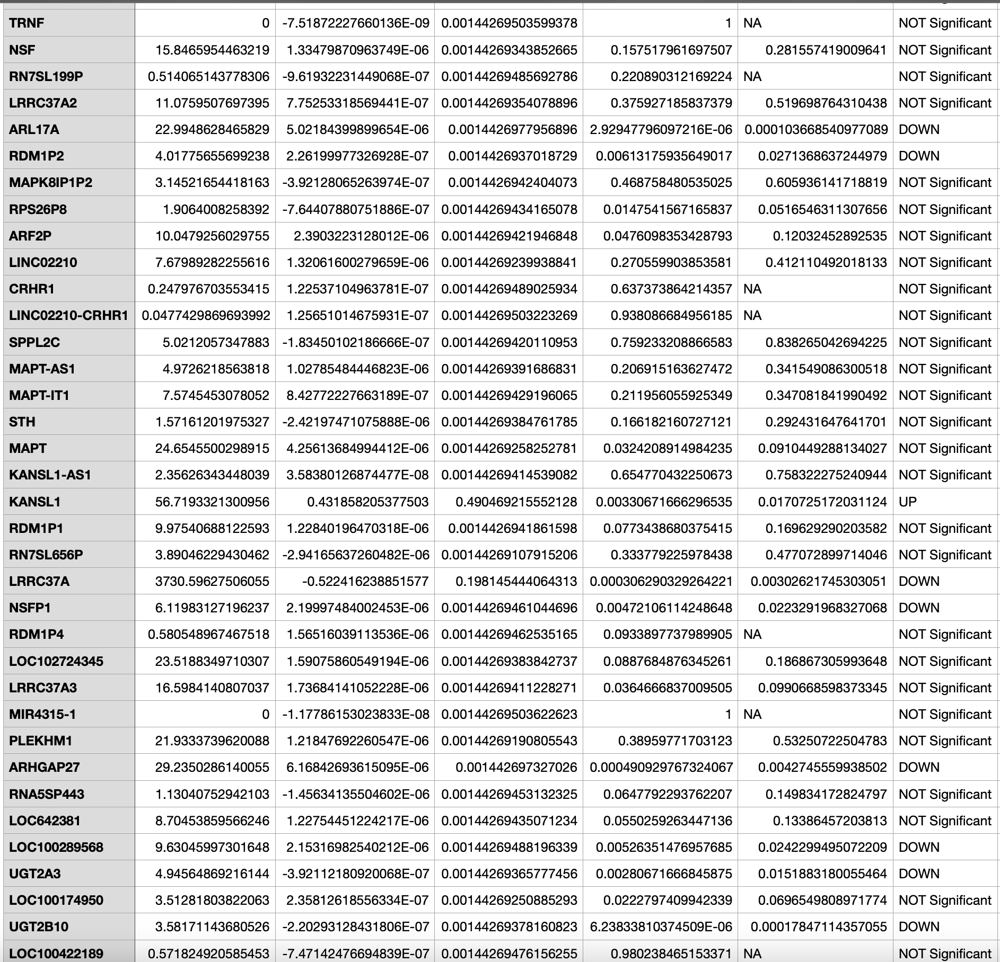 TRNF 0 -7.51872227660136E-09 0.00144269503599378 1 NA NOT Significant
NSF 15.8465954463219 1.33479870963749E-06 0.00144269343852665 0.157517961697507 0.281557419009641 NOT Significant
RN7SL199P 0.514065143778306 -9.61932231449068E-07 0.00144269485692786 0.220890312169224 NA NOT Significant
LRRC37A2 11.0759507697395 7.75253318569441E-07 0.00144269354078896 0.375927185837379 0.519698764310438 NOT Significant
ARL17A 22.9948628465829 5.02184399899654E-06 0.0014426977956896 2.92947796097216E-06 0.000103668540977089 DOWN
RDM1P2 4.01775655699238 2.26199977326928E-07 0.0014426937018729 0.00613175935649017 0.0271368637244979 DOWN
MAPK8IP1P2 3.14521654418163 -3.92128065263974E-07 0.0014426942404073 0.468758480535025 0.605936141718819 NOT Significant
RPS26P8 1.9064008258392 -7.64407880751886E-07 0.00144269434165078 0.0147541567165837 0.0516546311307656 NOT Significant
ARF2P 10.0479256029755 2.3903223128012E-06 0.00144269421946848 0.0476098353428793 0.12032452892535 NOT Significant
LINC02210 7.67989282255616 1.32061600279659E-06 0.00144269239938841 0.270559903853581 0.412110492018133 NOT Significant
CRHR1 0.247976703553415 1.22537104963781E-07 0.00144269489025934 0.637373864214357 NA NOT Significant
LINC02210-CRHR1 0.0477429869693992 1.25651014675931E-07 0.00144269503223269 0.938086684956185 NA NOT Significant
SPPL2C 5.0212057347883 -1.83450102186666E-07 0.00144269420110953 0.759233208866583 0.838265042694225 NOT Significant
MAPT-AS1 4.9726218563818 1.02785484446823E-06 0.00144269391686831 0.206915163627472 0.341549086300518 NOT Significant
MAPT-IT1 7.5745453078052 8.42772227663189E-07 0.00144269429196065 0.211956055925349 0.347081841990492 NOT Significant
STH 1.57161201975327 -2.42197471075888E-06 0.00144269384761785 0.166182160727121 0.292431647641701 NOT Significant
MAPT 24.6545500298915 4.25613684994412E-06 0.00144269258252781 0.0324208914984235 0.0910449288134027 NOT Significant
KANSL1-AS1 2.35626343448039 3.58380126874477E-08 0.00144269414539082 0.654770432250673 0.758322275240944 NOT Significant
KANSL1 56.7193321300956 0.431858205377503 0.490469215552128 0.00330671666296535 0.0170725172031124 UP
RDM1P1 9.97540688122593 1.22840196470318E-06 0.0014426941861598 0.0773438680375415 0.169629290203582 NOT Significant
RN7SL656P 3.89046229430462 -2.94165637260482E-06 0.00144269107915206 0.333779225978438 0.477072899714046 NOT Significant
LRRC37A 3730.59627506055 -0.522416238851577 0.198145444064313 0.000306290329264221 0.00302621745303051 DOWN
NSFP1 6.11983127196237 2.19997484002453E-06 0.00144269461044696 0.00472106114248648 0.0223291968327068 DOWN
RDM1P4 0.580548967467518 1.56516039113536E-06 0.00144269462535165 0.0933897737989905 NA NOT Significant
LOC102724345 23.5188349710307 1.59075860549194E-06 0.00144269383842737 0.0887684876345261 0.186867305993648 NOT Significant
LRRC37A3 16.5984140807037 1.73684141052228E-06 0.00144269411228271 0.0364666837009505 0.0990668598373345 NOT Significant
MIR4315-1 0 -1.17786153023833E-08 0.00144269503622623 1 NA NOT Significant
PLEKHM1 21.9333739620088 1.21847692260547E-06 0.00144269190805543 0.38959771703123 0.53250722504783 NOT Significant
ARHGAP27 29.2350286140055 6.16842693615095E-06 0.001442697327026 0.000490929767324067 0.0042745559938502 DOWN
RNA5SP443 1.13040752942103 -1.45634135504602E-06 0.00144269453132325 0.0647792293762207 0.149834172824797 NOT Significant
LOC642381 8.70453859566246 1.22754451224217E-06 0.00144269435071234 0.0550259263447136 0.13386457203813 NOT Significant
LOC100289568 9.63045997301648 2.15316982540212E-06 0.00144269488196339 0.00526351476957685 0.0242299495072209 DOWN
UGT2A3 4.94564869216144 -3.92112180920068E-07 0.00144269365777456 0.00280671666845875 0.0151883180055464 DOWN
LOC100174950 3.51281803822063 2.35812618556334E-07 0.00144269250885293 0.0222797409942339 0.0696549808971774 NOT Significant
UGT2B10 3.58171143680526 -2.20293128431806E-07 0.00144269378160823 6.23833810374509E-06 0.00017847114357055 DOWN
LOC100422189 0.571824920585453 -7.47142476694839E-07 0.00144269476156255 0.980238465153371 NA NOT Significant